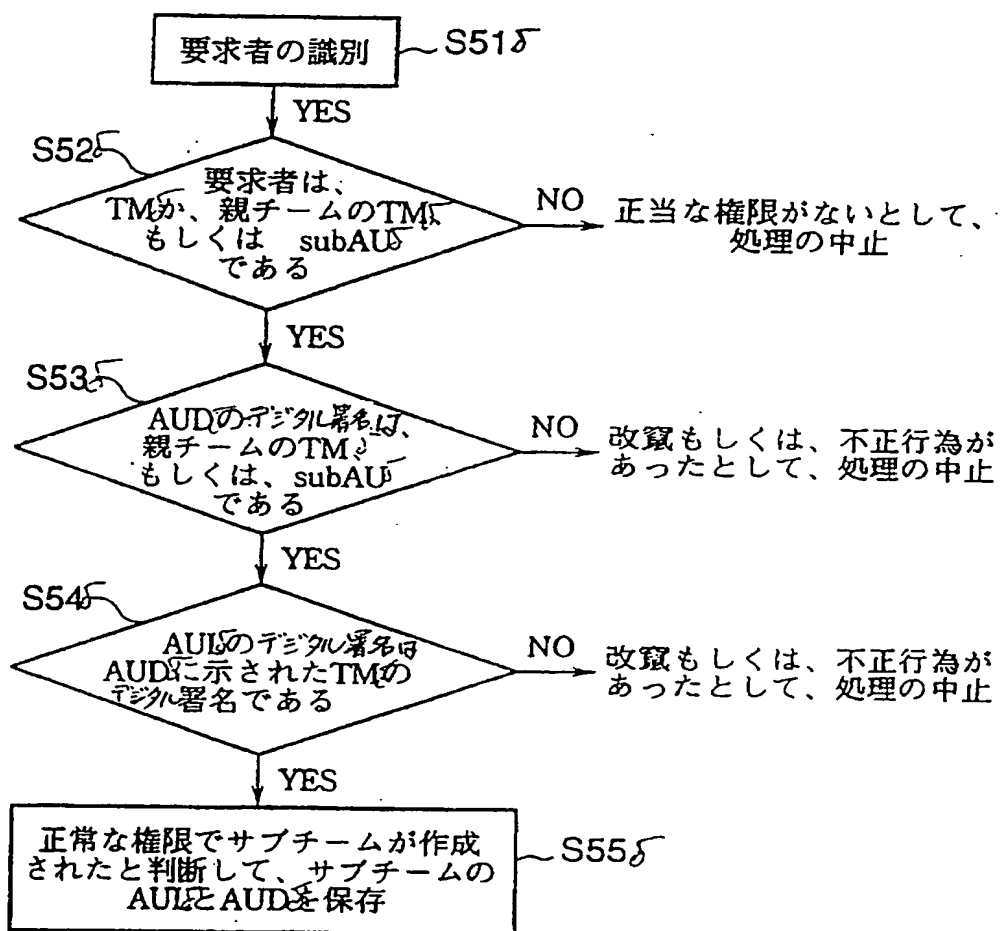 要求者の識別
S51
YES
S52
要求者は、
TMか、親チームのTM、
もしくは subAU
である
NO
正当な権限がないとして、
処理の中止
YES
S53
AUDのデジタル署名は、
親チームのTM
もしくは、subAU
である
NO
改竄もしくは、不正行為が
あったとして、処理の中止
YES
S54
AULのデジタル署名は
AUDに示されたTMの
デジタル署名である
NO
改竄もしくは、不正行為が
あったとして、処理の中止
YES
正常な権限でサブチームが作成
されたと判断して、サブチームの
AULとAUDを保存
S55